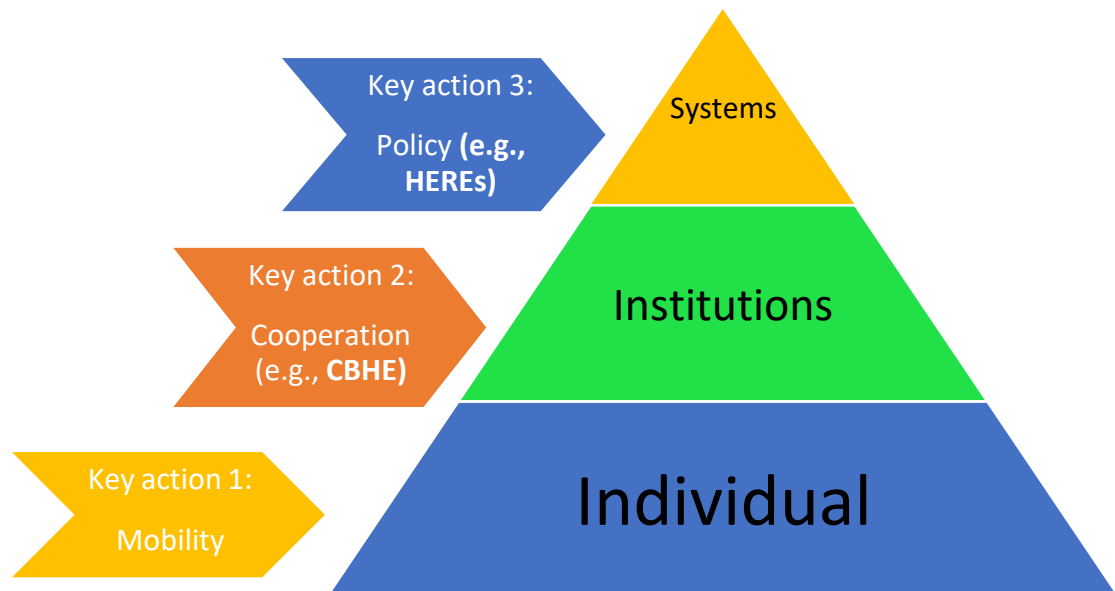 Key action 3:
Policy (e.g.,
HEREs)
Systems
Key action 2:
Cooperation
(e.g., CBHE)
Institutions
Key action 1:
Mobility
Individual